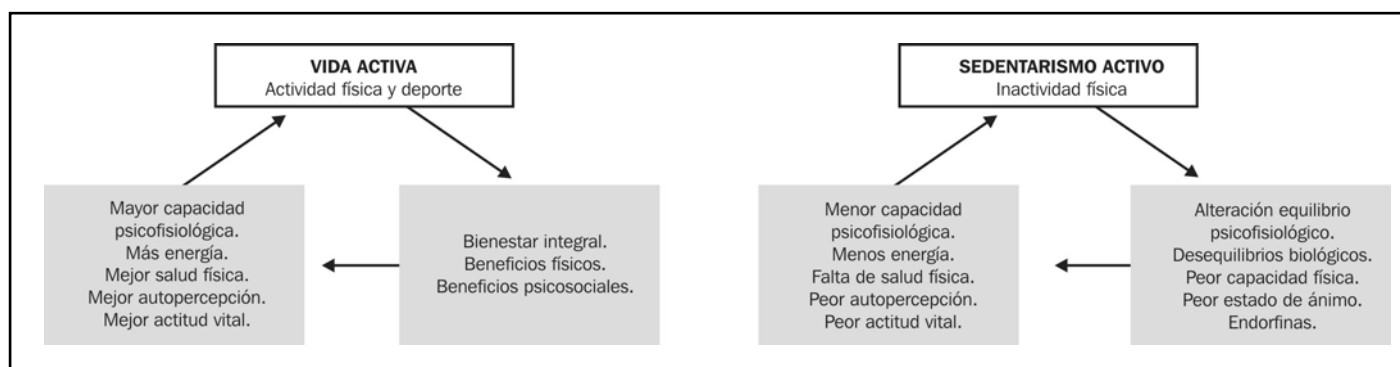 VIDA ACTIVA
Actividad física y deporte
Mayor capacidad
psicofisiológica.
Más energía.
Mejor salud física.
Mejor autopercepción.
Mejor actitud vital.
Bienestar integral.
Beneficios físicos.
Beneficios psicosociales.
SEDENTARISMO ACTIVO
Inactividad física
Menor capacidad
psicofisiológica.
Menos energía.
Falta de salud física.
Peor autopercepción.
Peor actitud vital.
Alteración equilibrio
psicofisiológico.
Desequilibrios biológicos.
Peor capacidad física.
Peor estado de ánimo.
Endorfinas.